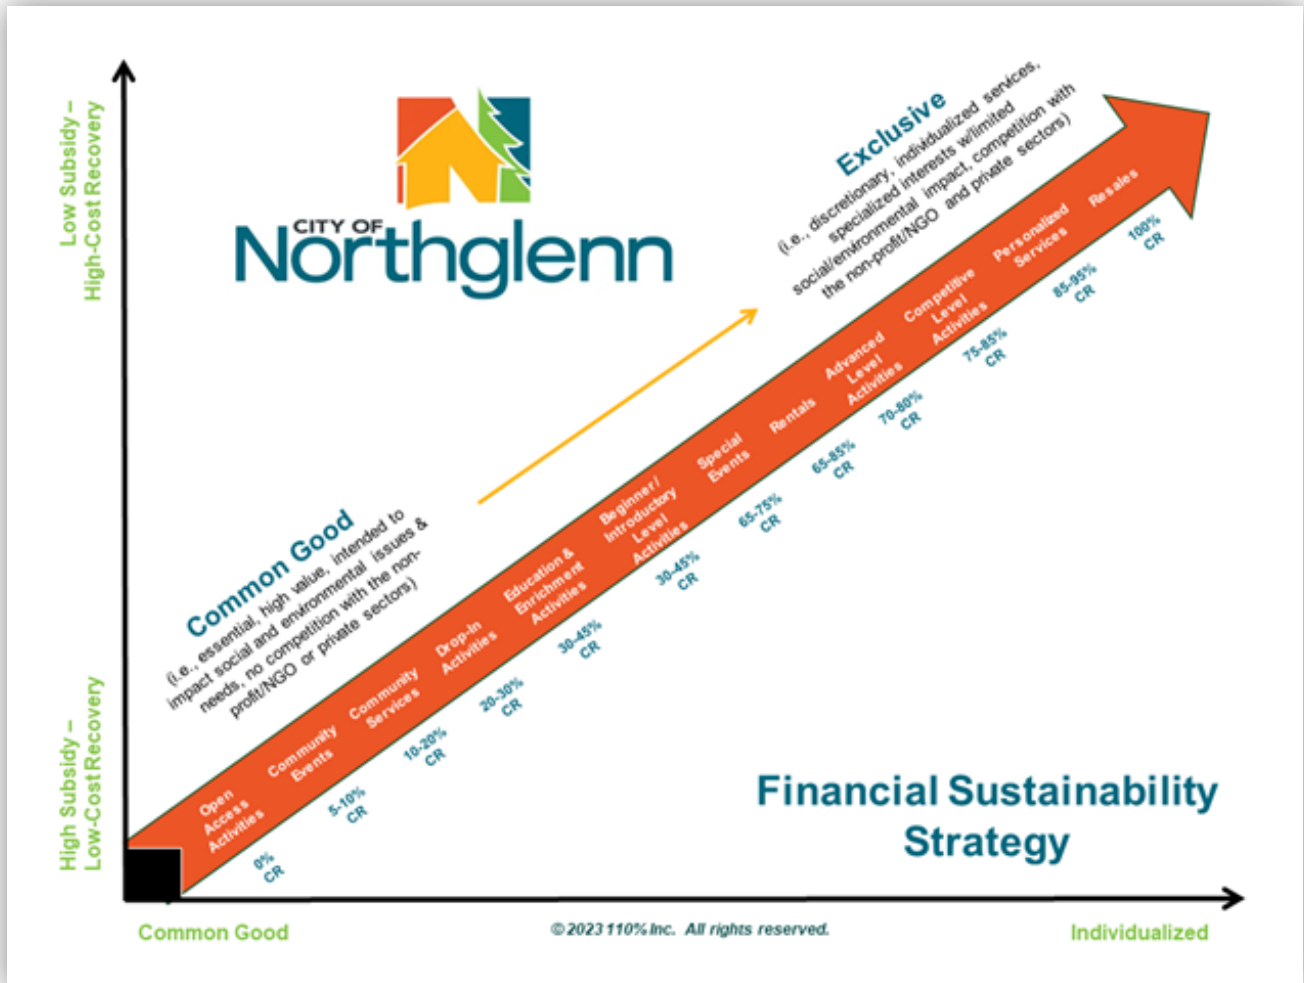 Low Subsidy –
High-Cost Recovery
CITY OF
Northglenn
Exclusive
(i.e., discretionary, individualized services,
specialized interests w/limited
social/environmental impact, competition with
the non-profit/NGO and private sectors)
Common Good
(i.e., essential, high value, intended to
impact social and environmental issues &
needs, no competition with the non-
profit/NGO or private sectors)
Open
Access
Activities
0%
CR
Community
Events
5-10%
CR
Community
Services
10-20%
CR
Drop-In
Activities
20-30%
CR
Education &
Enrichment
Activities
30-45%
CR
Beginner/
Introductory
Level
Activities
30-45%
CR
Special
Events
65-75%
CR
Rentals
65-85%
CR
Advanced
Level
Activities
70-80%
CR
Competitive
Level
Activities
75-85%
CR
Personalized
Services
85-95%
CR
Resales
100%
CR
High Subsidy –
Low-Cost Recovery
Financial Sustainability
Strategy
Common Good
© 2023 110% Inc. All rights reserved.
Individualized